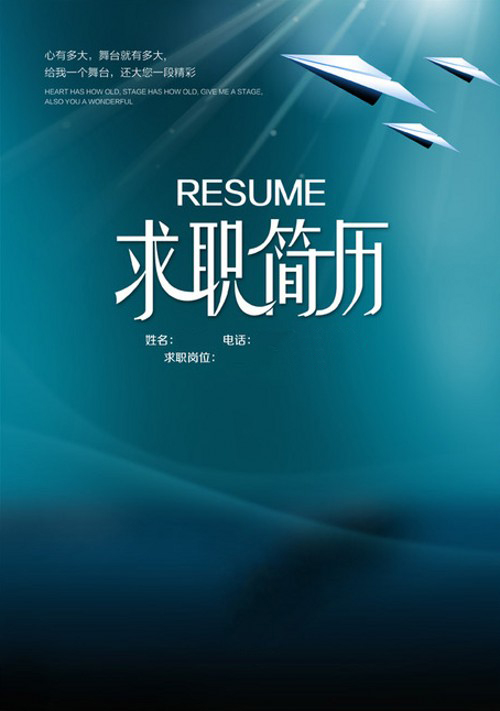 心有多大，舞台就有多大，
给我一个舞台，还大您一段精彩
HEART HAS HOW OLD, STAGE HAS HOW OLD, GIVE ME A STAGE,
ALSO YOU A WONDERFUL
RESUME
求职简历
姓名： 电话：
求职岗位：